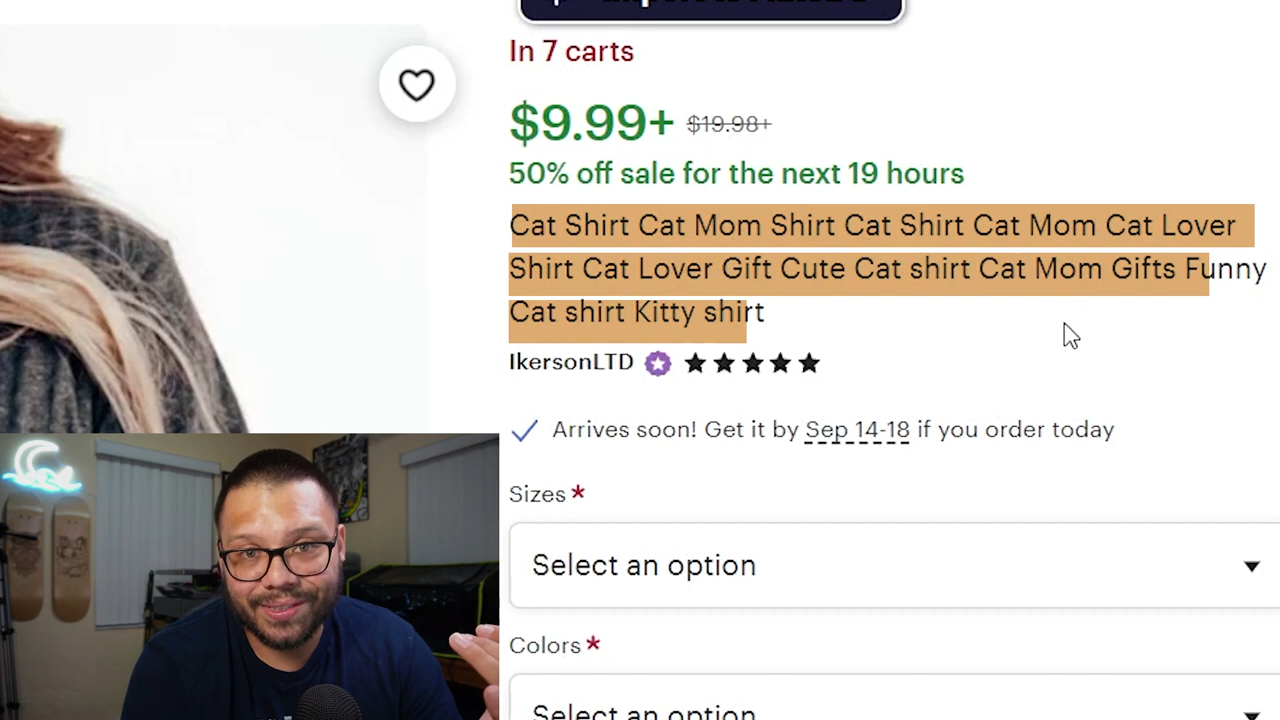 In 7 carts
$9.99+ $19.98+
50% off sale for the next 19 hours
Cat Shirt Cat Mom Shirt Cat Shirt Cat Mom Cat Lover
Shirt Cat Lover Gift Cute Cat shirt Cat Mom Gifts Funny
Cat shirt Kitty shirt
IkersonLTD
Arrives soon! Get it by Sep 14-18 if you order today
Sizes *
Select an option
Colors *
Select an option